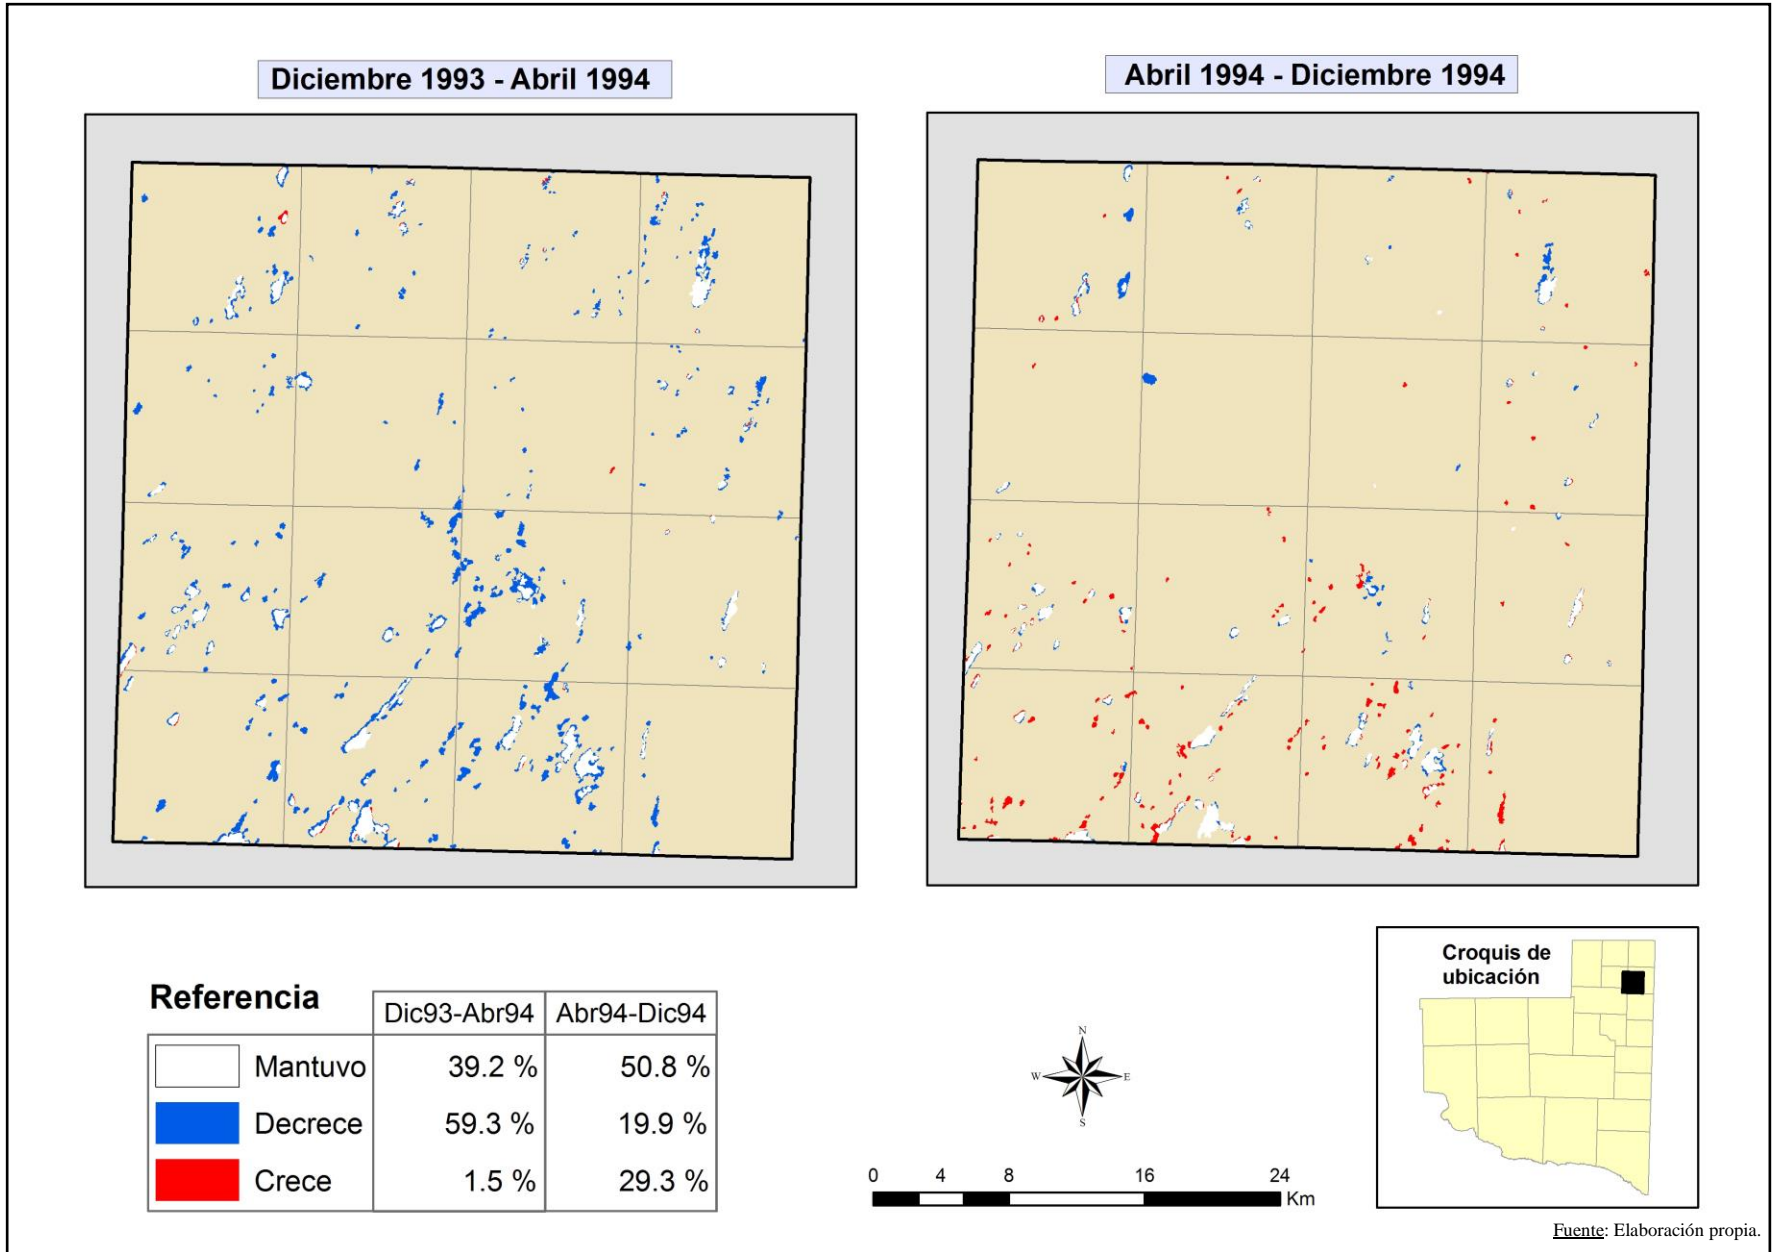 Diciembre 1993 - Abril 1994
Abril 1994 - Diciembre 1994
Referencia
Dic93-Abr94 Abr94-Dic94
Mantuvo 39.2 % 50.8 %
Decrece 59.3 % 19.9 %
Crece 1.5 % 29.3 %
N
W E
S
0 4 8 16 24
Km
Croquis de
ubicación
Fuente: Elaboración propia.